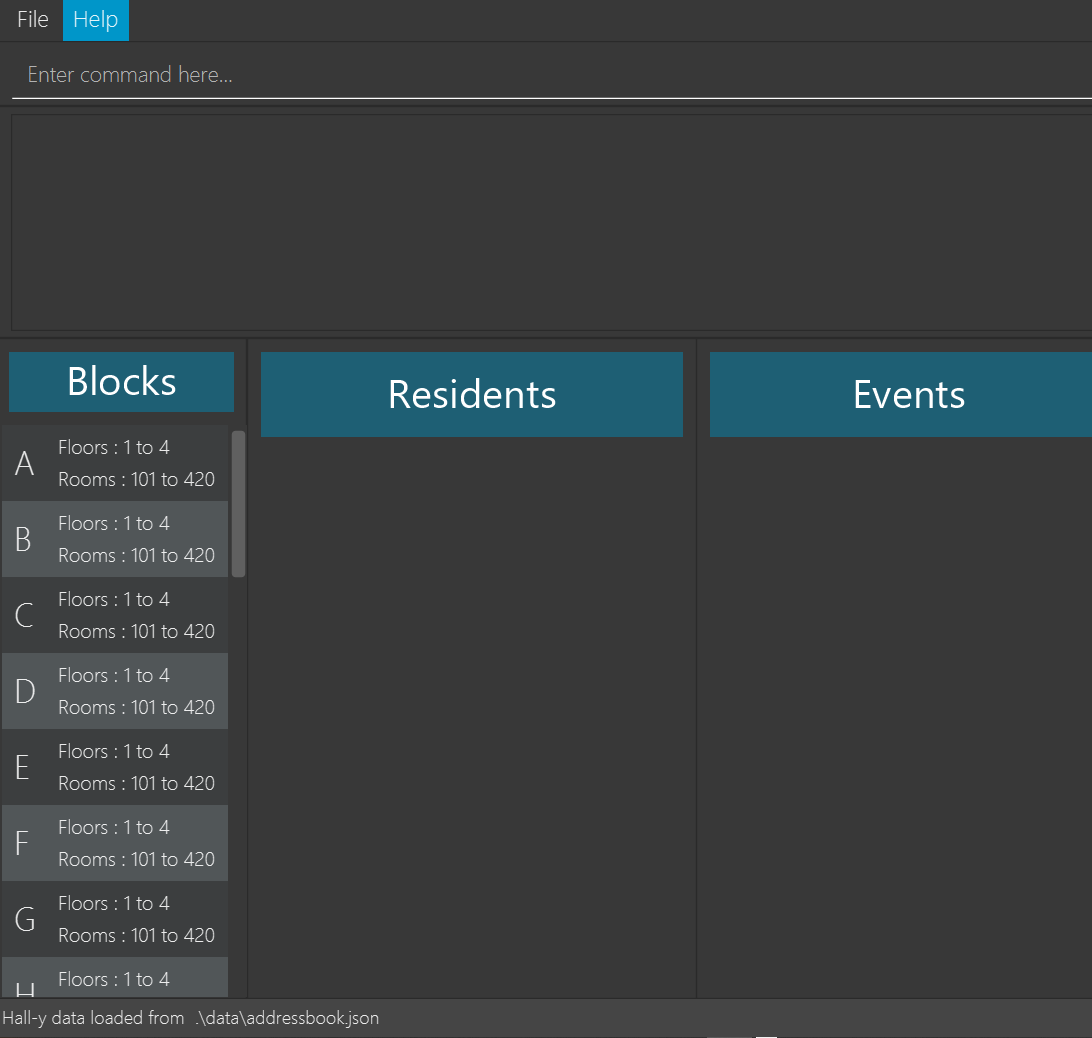 File Help
Enter command here...
Blocks
Residents
Events
A
Floors : 1 to 4
Rooms : 101 to 420
B
Floors : 1 to 4
Rooms : 101 to 420
C
Floors : 1 to 4
Rooms : 101 to 420
D
Floors : 1 to 4
Rooms : 101 to 420
E
Floors : 1 to 4
Rooms : 101 to 420
F
Floors : 1 to 4
Rooms : 101 to 420
G
Floors : 1 to 4
Rooms : 101 to 420
H
Floors : 1 to 4
Hall-y data loaded from .\data\addressbook.json